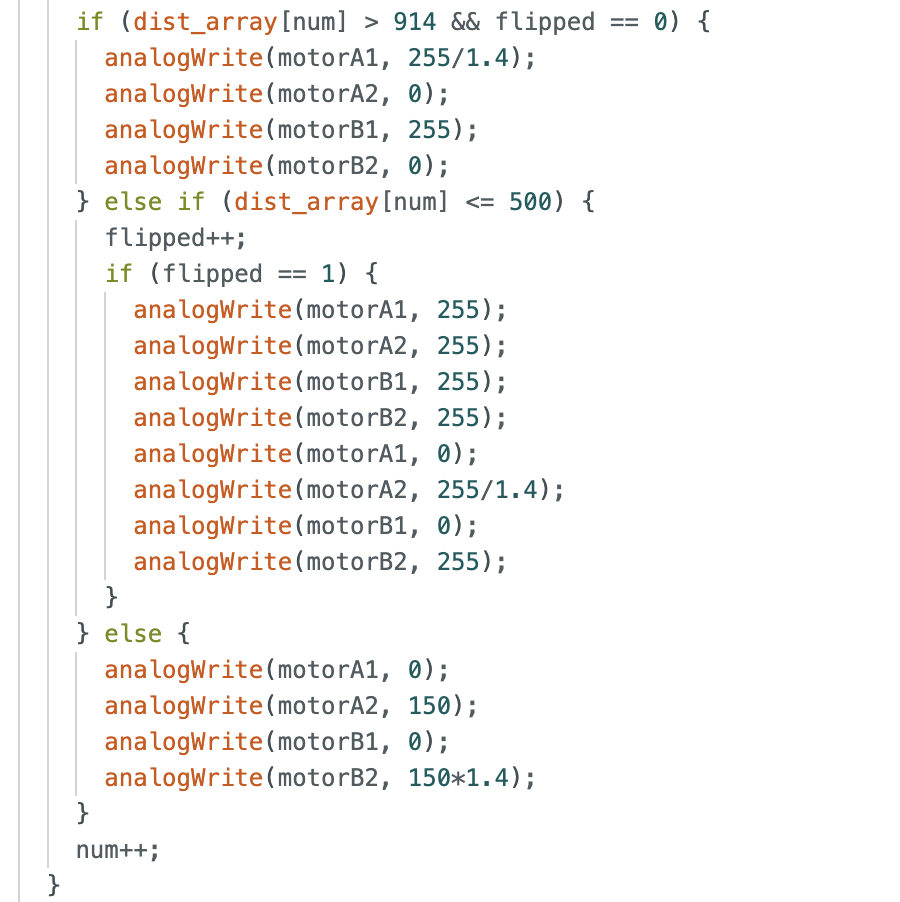 if (dist_array[num] > 914 && flipped == 0) {
analogWrite(motorA1, 255/1.4);
analogWrite(motorA2, 0);
analogWrite(motorB1, 255);
analogWrite(motorB2, 0);
} else if (dist_array[num] <= 500) {
flipped++;
if (flipped == 1) {
analogWrite(motorA1, 255);
analogWrite(motorA2, 255);
analogWrite(motorB1, 255);
analogWrite(motorB2, 255);
analogWrite(motorA1, 0);
analogWrite(motorA2, 255/1.4);
analogWrite(motorB1, 0);
analogWrite(motorB2, 255);
}
} else {
analogWrite(motorA1, 0);
analogWrite(motorA2, 150);
analogWrite(motorB1, 0);
analogWrite(motorB2, 150*1.4);
}
num++;
}